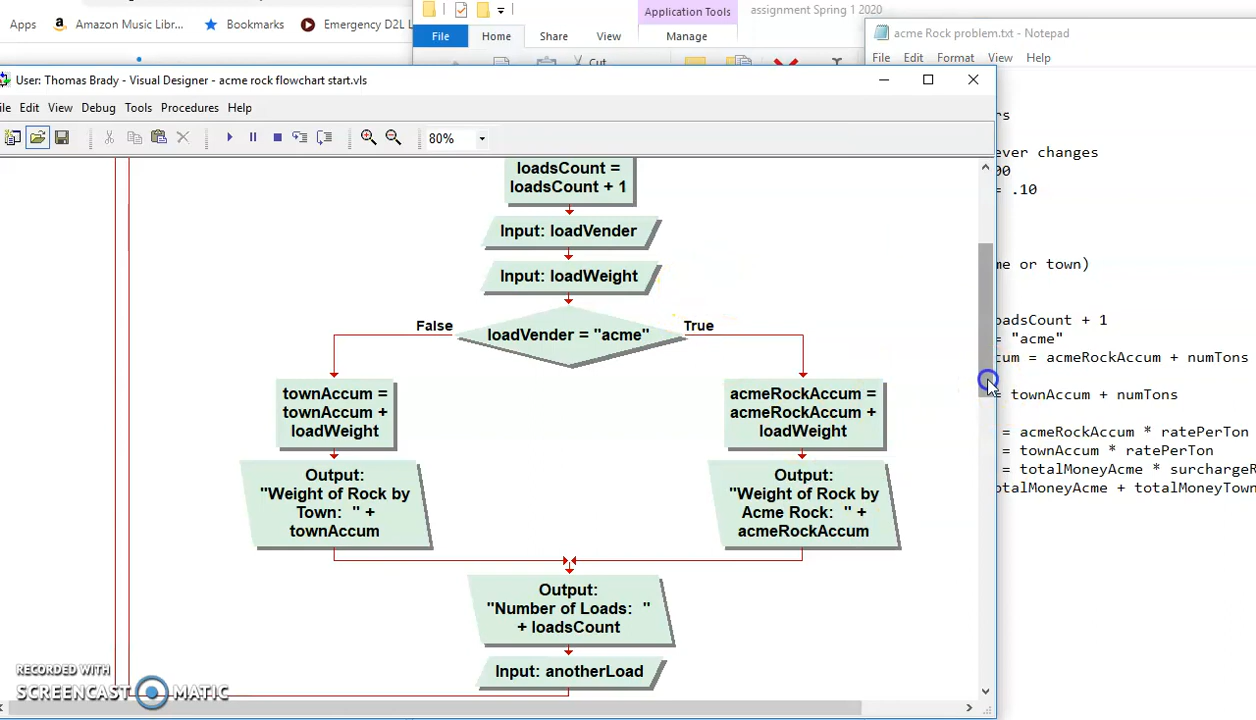 Apps
Amazon Music Libr...
Bookmarks
Emergency D2L
Application Tools
assignment Spring 1 2020
File
Home
Share
View
Manage
Cut
acme Rock problem.txt - Notepad
File Edit Format View Help
User: Thomas Brady - Visual Designer - acme rock flowchart start.vls
ile Edit View Debug Tools Procedures Help
80%
loadsCount =
loadsCount + 1
Input: loadVender
Input: loadWeight
loadVender = "acme"
False
True
townAccum =
townAccum +
loadWeight
acmeRockAccum =
acmeRockAccum +
loadWeight
Output:
"Weight of Rock by
Town:  " +
townAccum
Output:
"Weight of Rock by
Acme Rock:  " +
acmeRockAccum
Output:
"Number of Loads:  "
+ loadsCount
Input: anotherLoad
rs
ever changes
00
= .10
me or town)
oadsCount + 1
= "acme"
cum = acmeRockAccum + numTons
= townAccum + numTons
= acmeRockAccum * ratePerTon
= townAccum * ratePerTon
= totalMoneyAcme * surchargeR
otalMoneyAcme + totalMoneyTown
RECORDED WITH
SCREENCAST MATIC